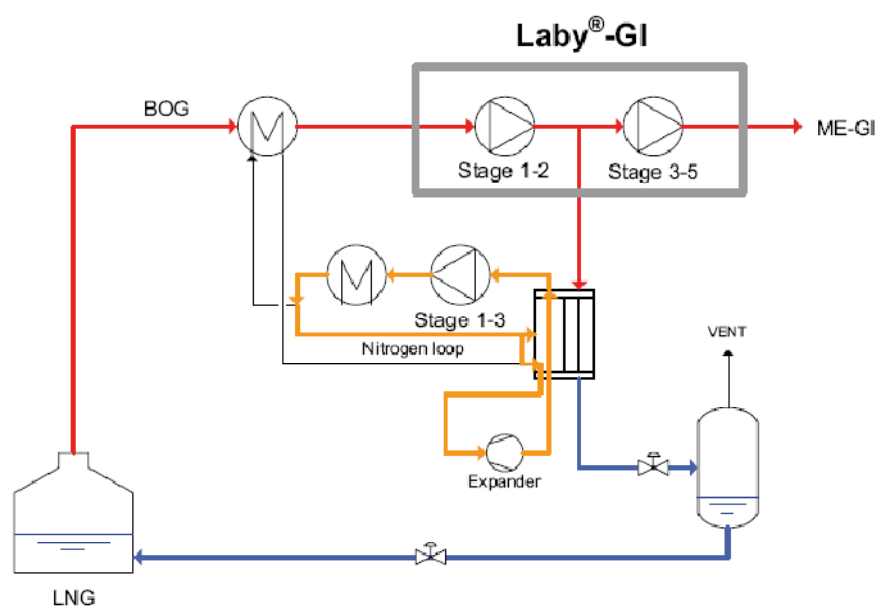 Laby®-GI
BOG
ME-GI
Stage 1-2
Stage 3-5
Stage 1-3
Nitrogen loop
VENT
Expander
LNG